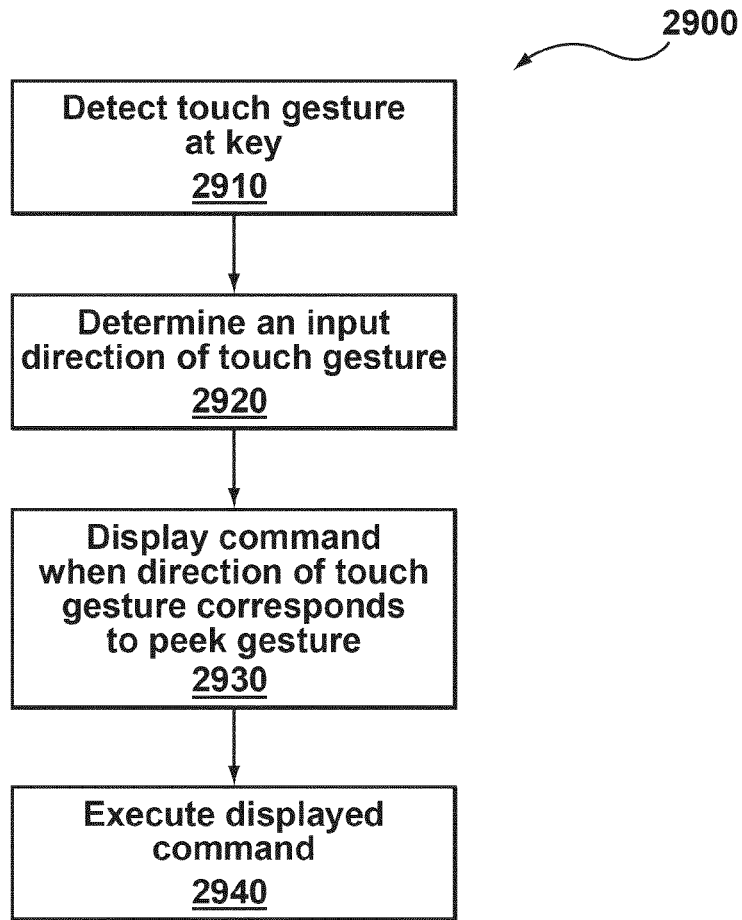 2900
Detect touch gesture
at key
2910
Determine an input
direction of touch gesture
2920
Display command
when direction of touch
gesture corresponds
to peek gesture
2930
Execute displayed
command
2940